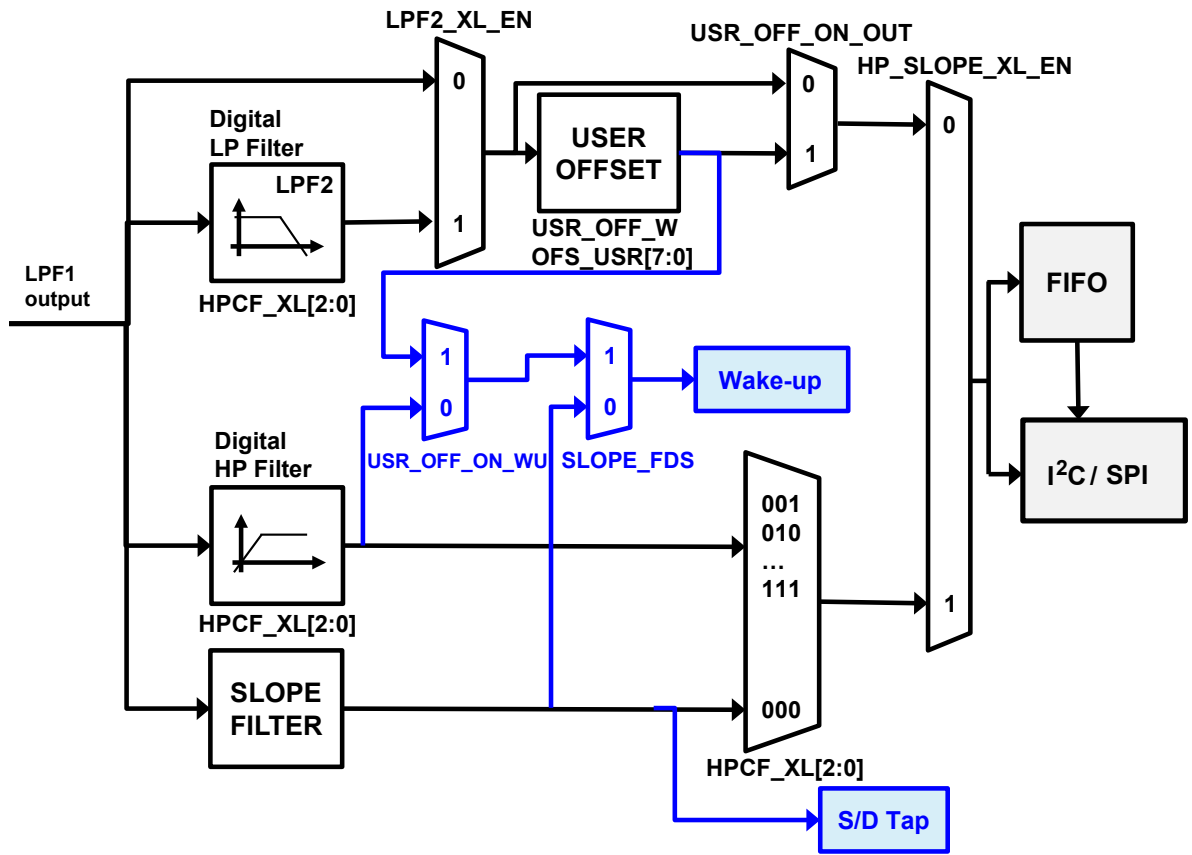 LPF2_XL_EN
USR_OFF_ON_OUT
HP_SLOPE_XL_EN
0
0
0
Digital
LP Filter
LPF2
USER
OFFSET
1
1
USR_OFF_W
OFS_USR[7:0]
LPF1
output
HPCF_XL[2:0]
FIFO
1
1
Wake-up
0
0
Digital
HP Filter
USR_OFF_ON_WU
SLOPE_FDS
I²C / SPI
001
010
...
111
1
HPCF_XL[2:0]
SLOPE
FILTER
000
HPCF_XL[2:0]
S/D Tap